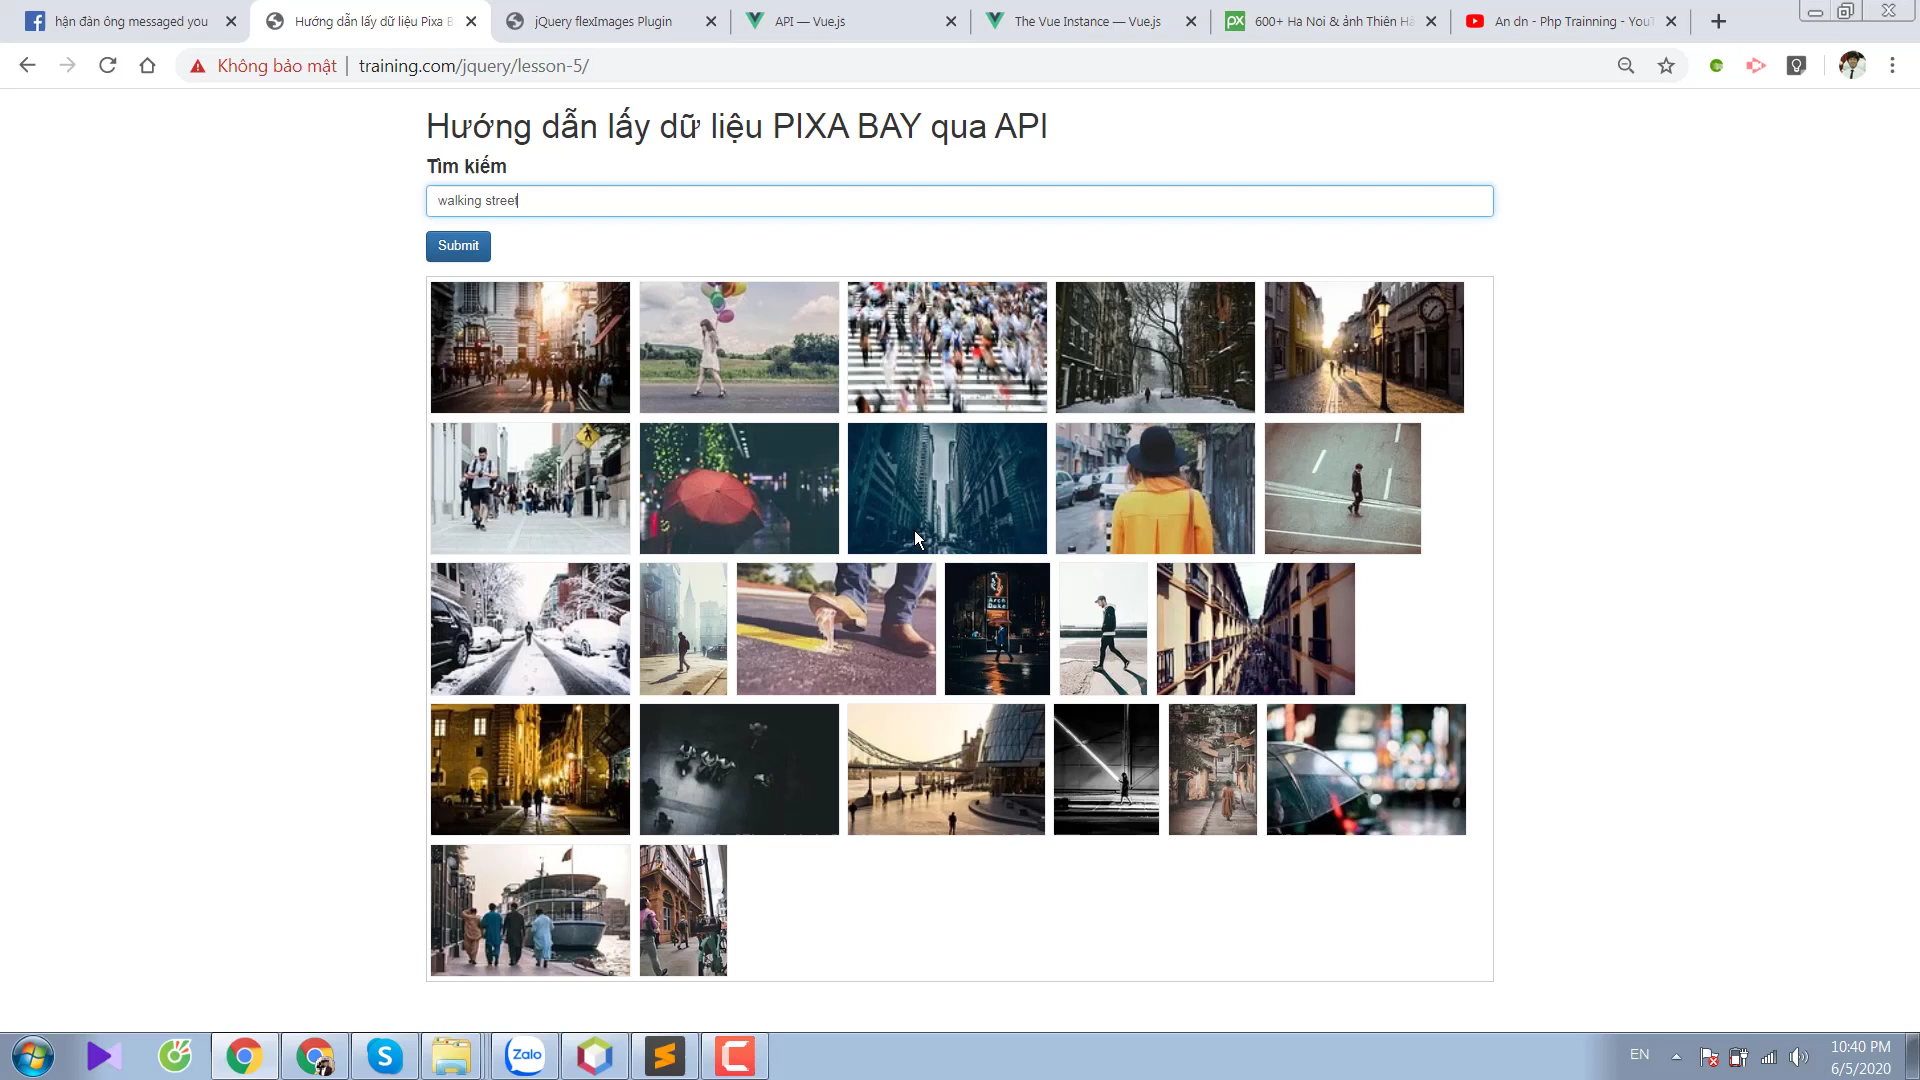 hạn đàn ông messaged you
Hướng dẫn lấy dữ liệu Pixa B
jQuery flexImages Plugin
API — Vue.js
The Vue Instance — Vue.js
600+ Ha Noi & ảnh Thiên Hà
An dn - Php Trainning - YouT
Không bảo mật
training.com/jquery/lesson-5/
Hướng dẫn lấy dữ liệu PIXA BAY qua API
Tìm kiếm
walking street
Submit
Zalo
EN
10:40 PM
6/5/2020